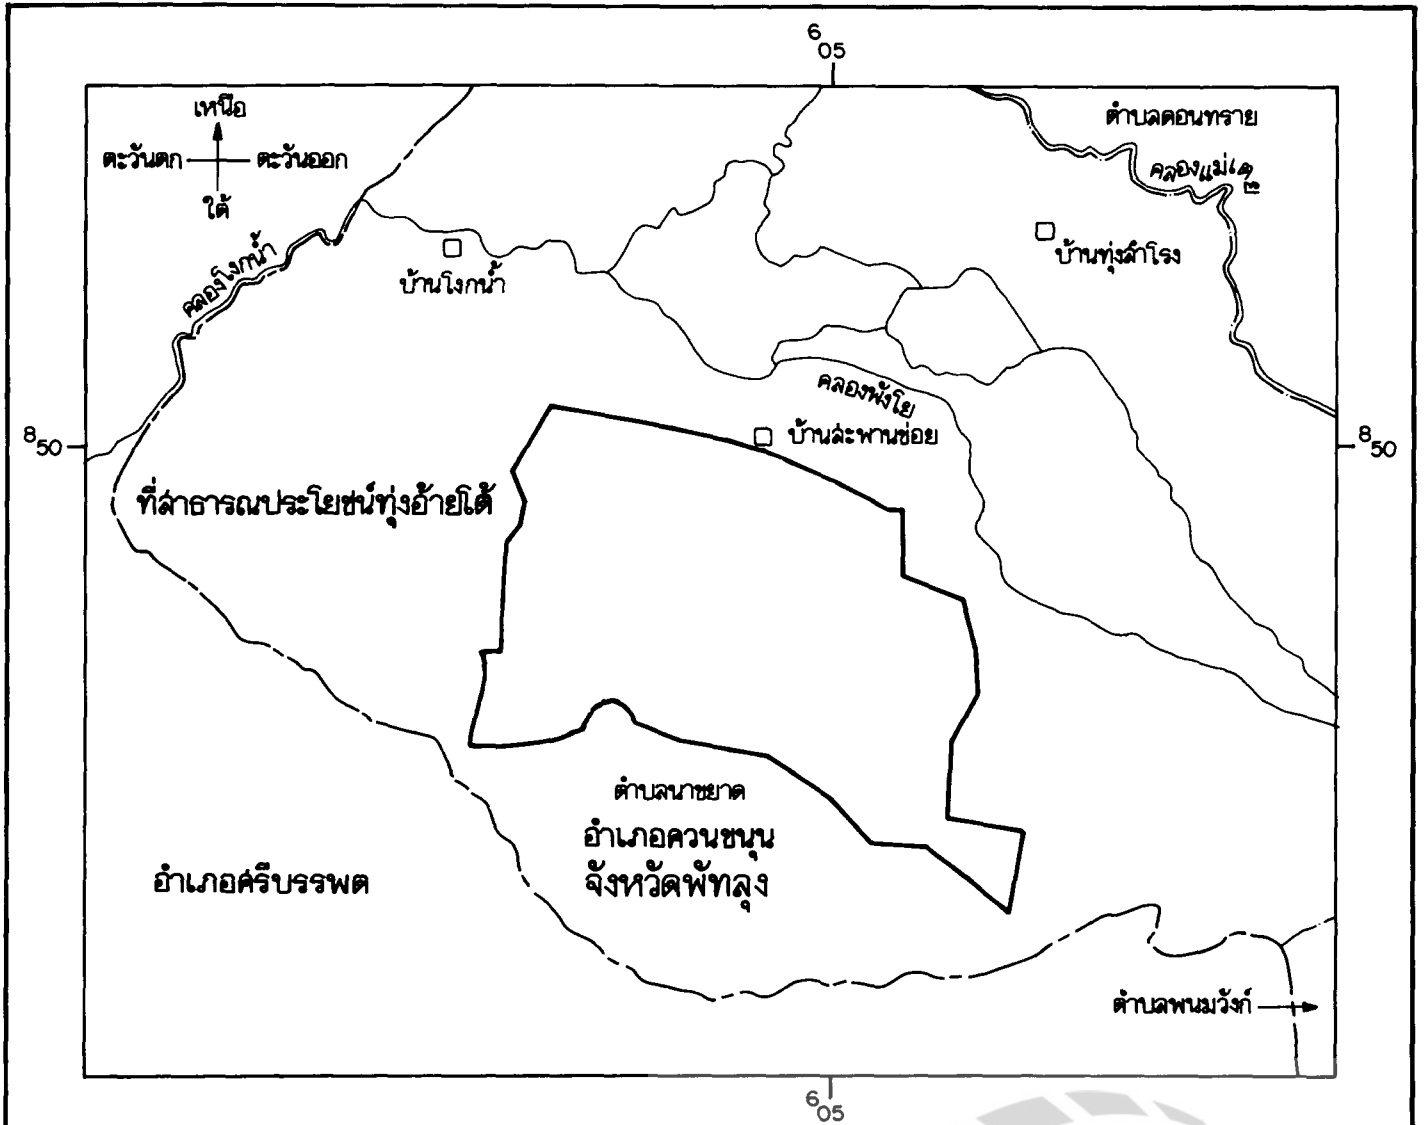 6 05
เหนือ
ตะวันตก ตะวันออก
ใต้
ตำบลดอนทราย
คลองแม่เตย
คลองโงกน้ำ
บ้านโงกน้ำ
บ้านทุ่งสำโรง
คลองพังโย
8 50
บ้านสะพานข่อย
8 50
ที่สาธารณประโยชน์ทุ่งอ้ายโต้
ตำบลนาขยาด
อำเภอควนขนุน
จังหวัดพัทลุง
อำเภอศรีบรรพต
ตำบลพนมวังก์
6 05